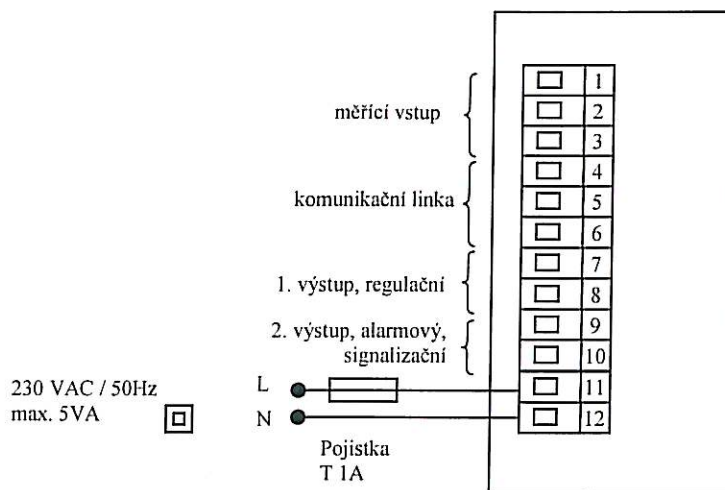 1
2
měřící vstup
3
4
komunikační linka
5
6
7
1. výstup, regulační
8
9
2. výstup, alarmový,
signalizační
10
230 VAC / 50Hz
L
11
max. 5VA
N
12
Pojistka
T 1A